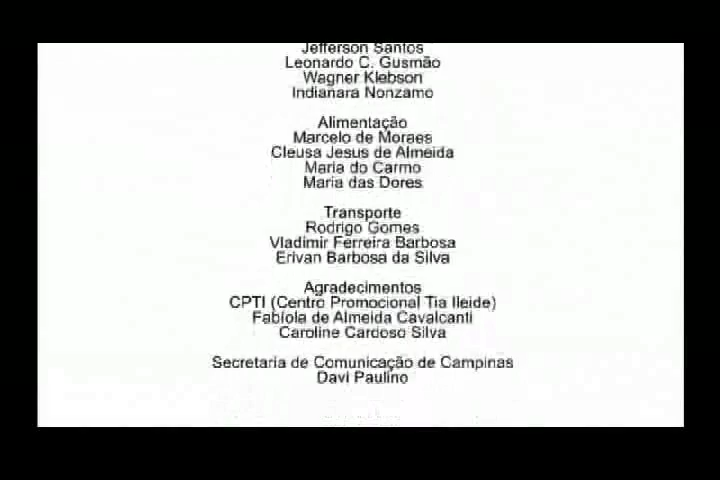 Jefferson Santos
Leonardo C. Gusmão
Wagner Klebson
Indianara Nonzamo
Alimentação
Marcelo de Moraes
Cleusa Jesus de Almeida
Maria do Carmo
Maria das Dores
Transporte
Rodrigo Gomes
Vladimir Ferreira Barbosa
Erivan Barbosa da Silva
Agradecimentos
CPTI (Centro Promocional Tia Ileide)
Fabíola de Almeida Cavalcanti
Caroline Cardoso Silva
Secretaria de Comunicação de Campinas
Davi Paulino